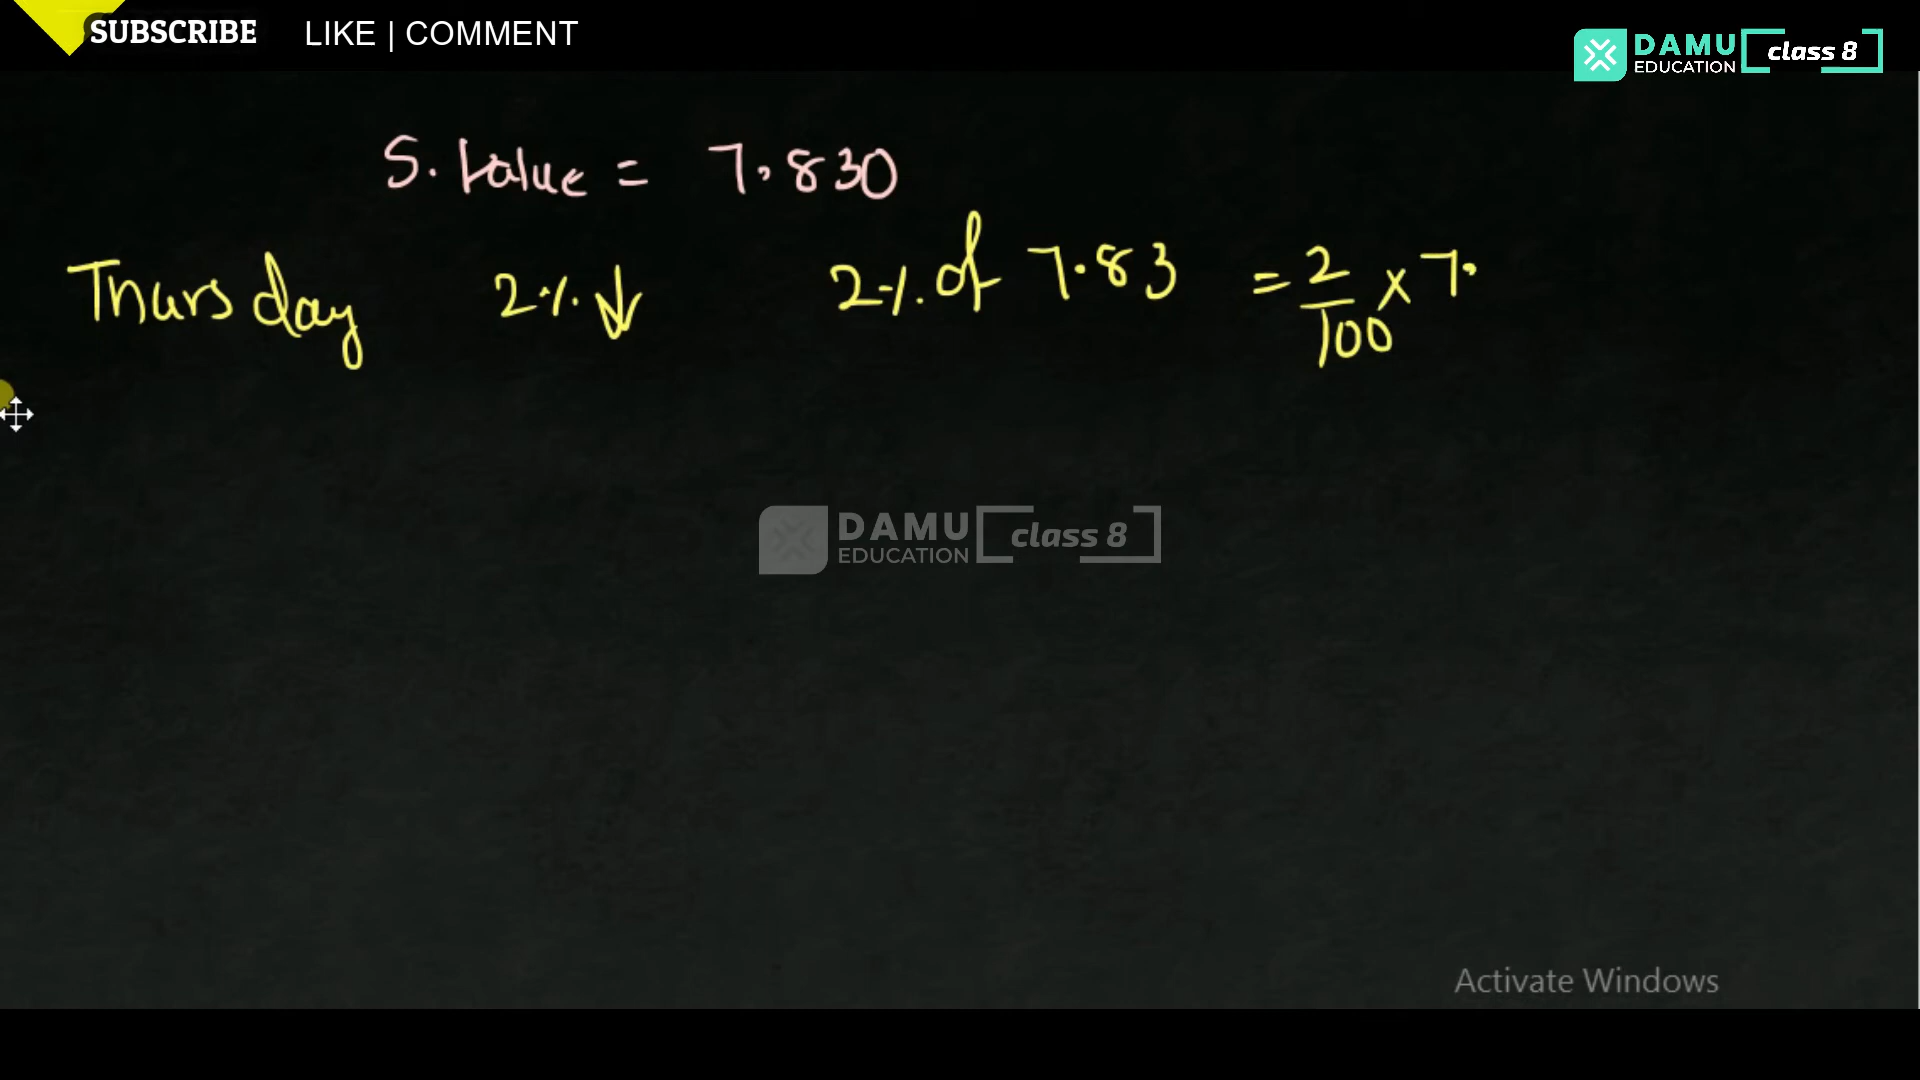 SUBSCRIBE LIKE | COMMENT
DAMU EDUCATION class 8
S. Value = 7.830
Thursday 2%↓ 2% of 7.83 = 2/100 × 7.
DAMU EDUCATION class 8
Activate Windows